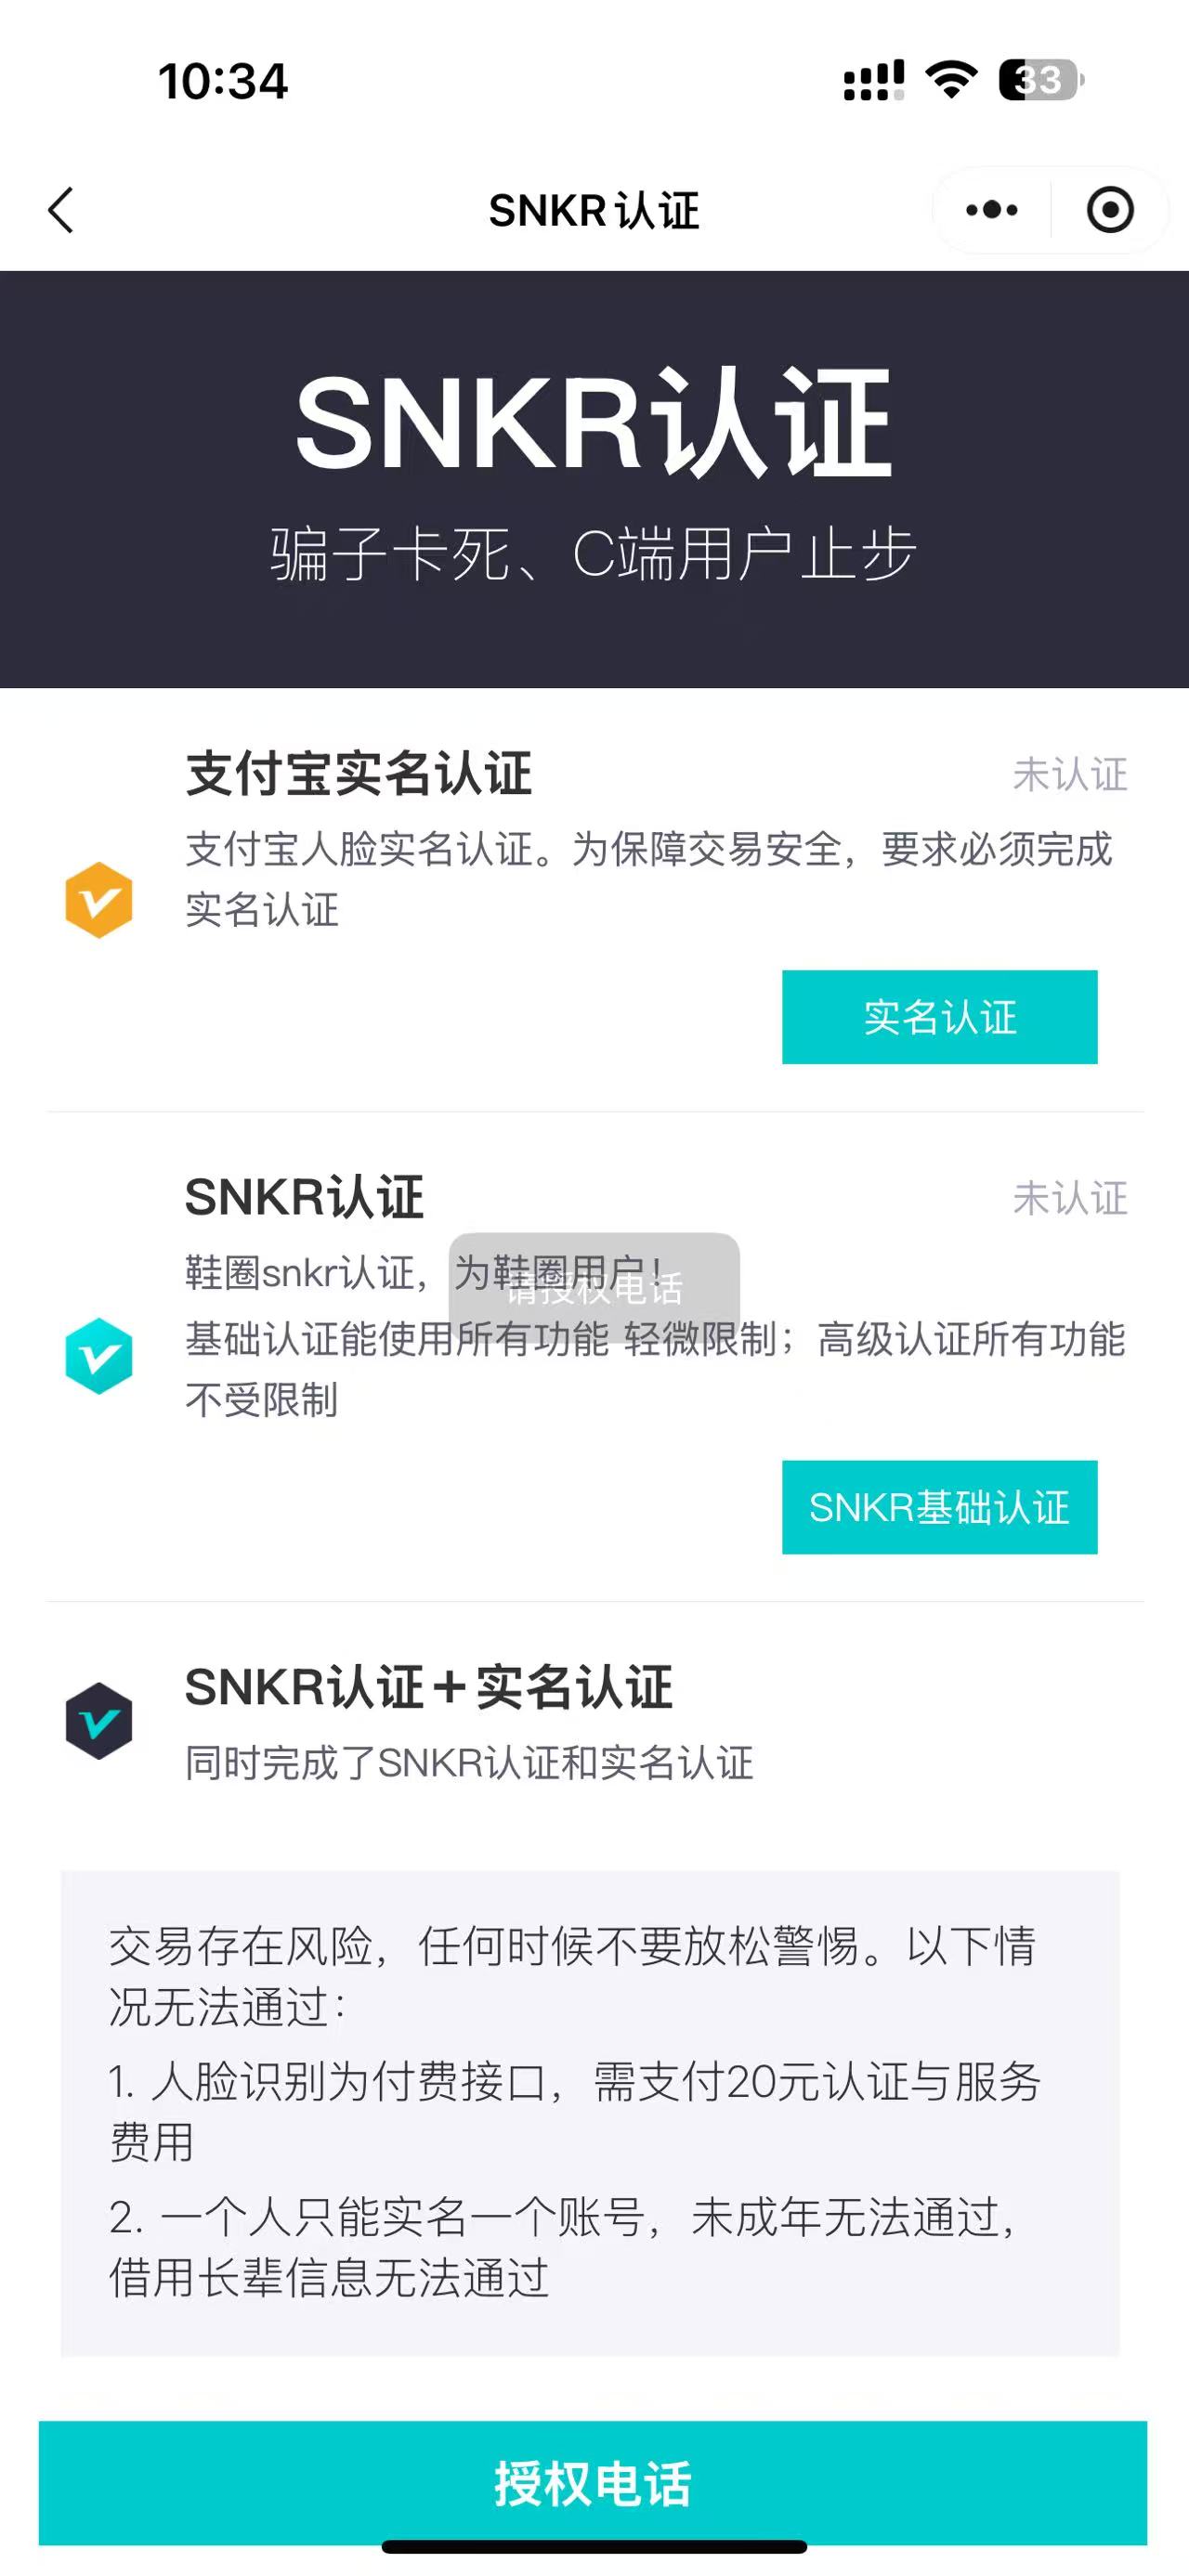 10:34
33
SNKR认证
SNKR认证
骗子卡死、C端用户止步
支付宝实名认证
未认证
支付宝人脸实名认证。为保障交易安全，要求必须完成
实名认证
实名认证
SNKR认证
未认证
鞋圈snkr认证，为鞋圈用户！
请授权电话
基础认证能使用所有功能 轻微限制；高级认证所有功能
不受限制
SNKR基础认证
SNKR认证＋实名认证
同时完成了SNKR认证和实名认证
交易存在风险，任何时候不要放松警惕。以下情
况无法通过：
1. 人脸识别为付费接口，需支付20元认证与服务
费用
2. 一个人只能实名一个账号，未成年无法通过，
借用长辈信息无法通过
授权电话